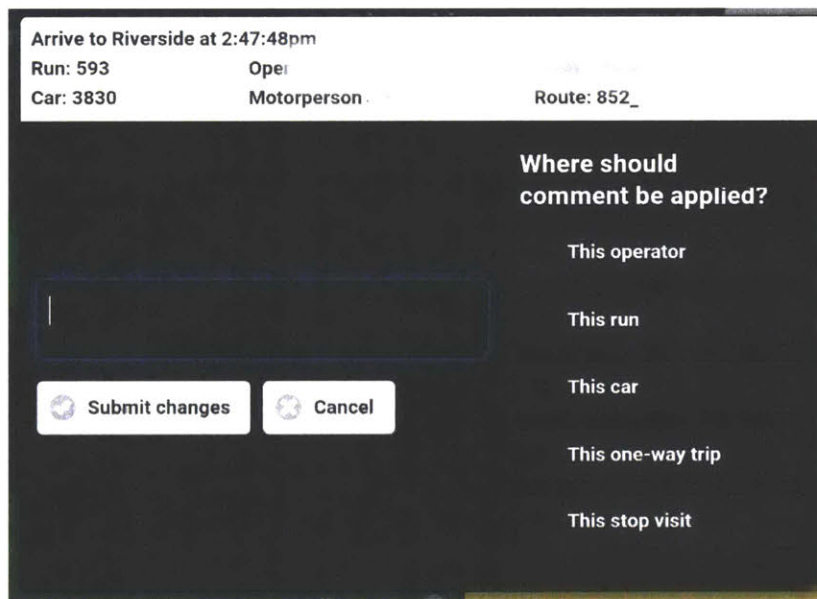 Arrive to Riverside at 2:47:48pm
Run: 593
Car: 3830 Motorperson Route: 852_
Where should
comment be applied?
This operator
This run
This car
This one-way trip
This stop visit
Submit changes Cancel